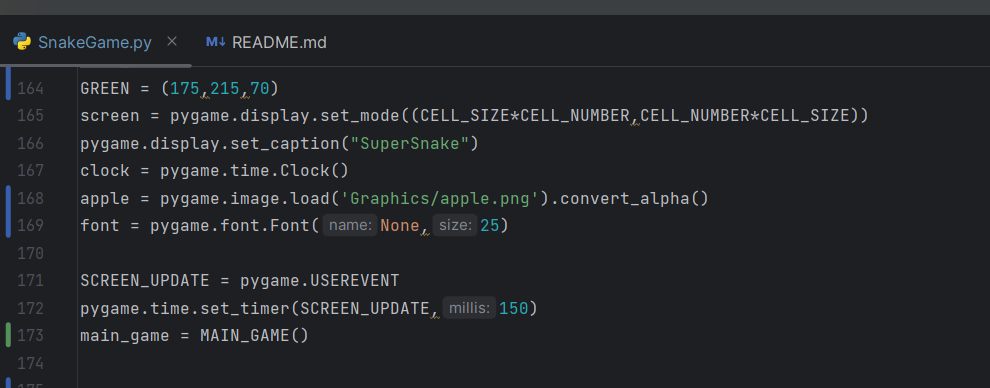 SnakeGame.py × M↓ README.md
164 GREEN = (175,215,70)
165 screen = pygame.display.set_mode((CELL_SIZE*CELL_NUMBER,CELL_NUMBER*CELL_SIZE))
166 pygame.display.set_caption("SuperSnake")
167 clock = pygame.time.Clock()
168 apple = pygame.image.load('Graphics/apple.png').convert_alpha()
169 font = pygame.font.Font( name: None, size: 25)
170
171 SCREEN_UPDATE = pygame.USEREVENT
172 pygame.time.set_timer(SCREEN_UPDATE, millis: 150)
173 main_game = MAIN_GAME()
174
175